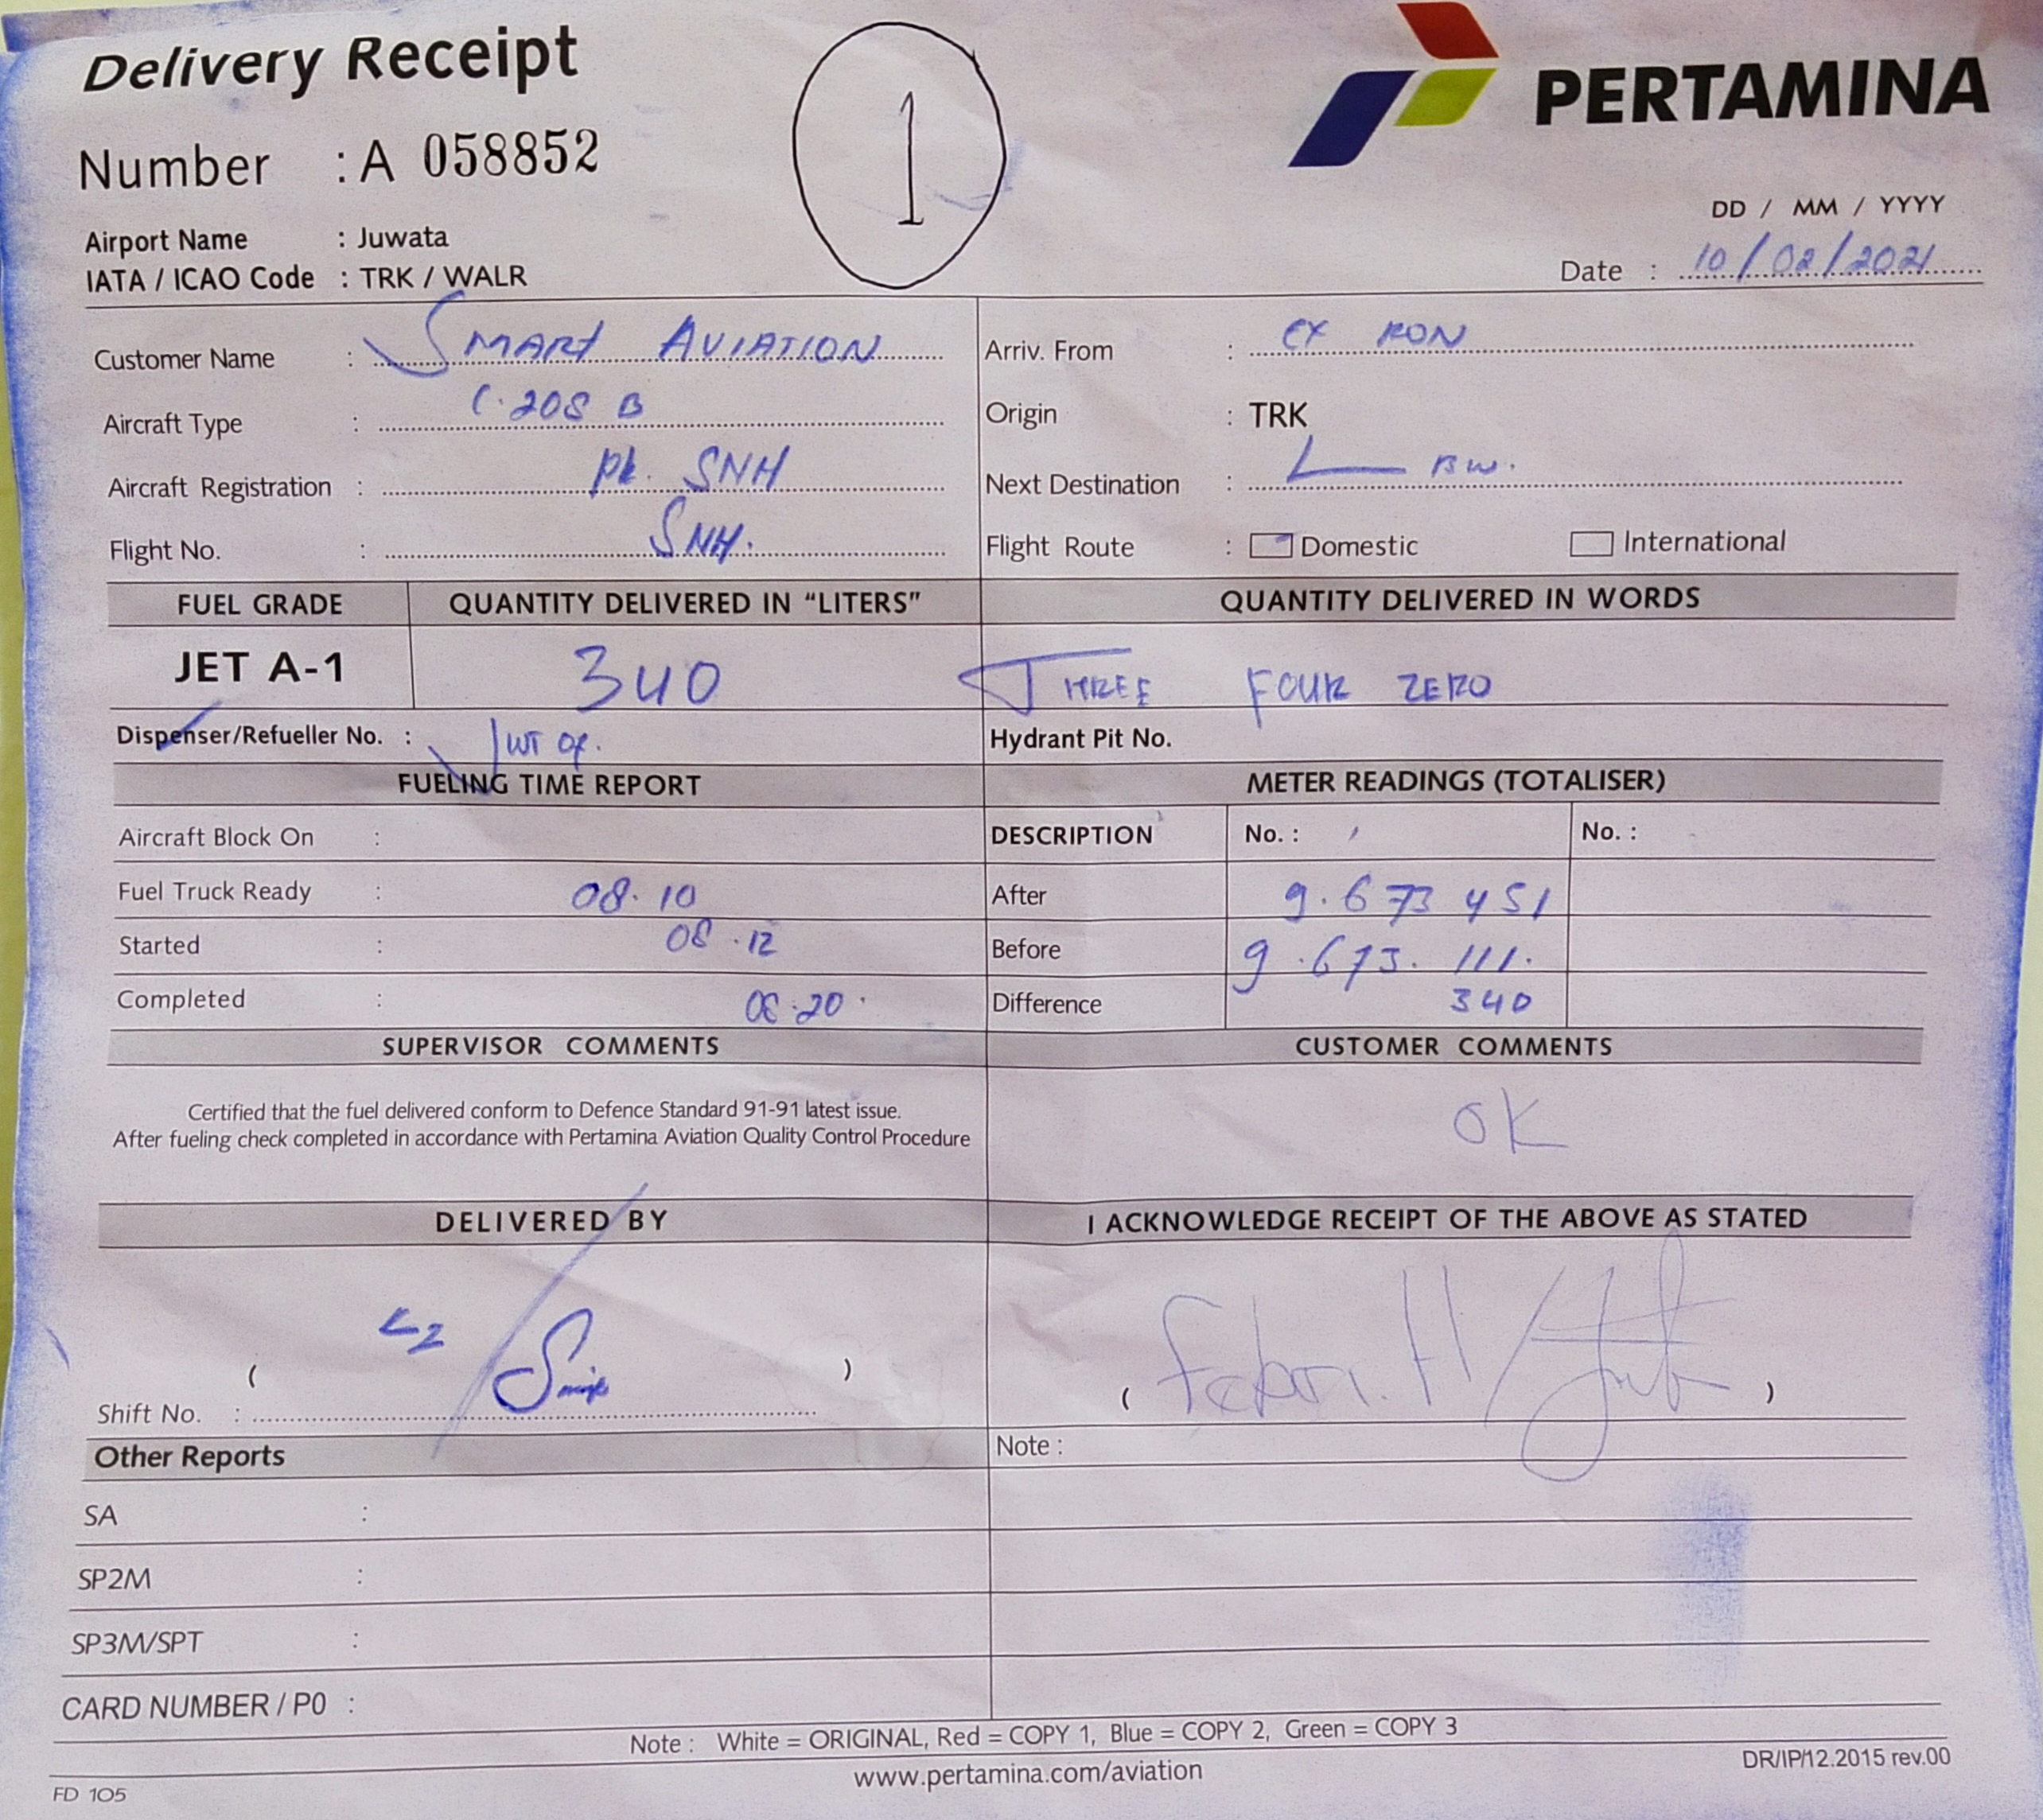 Delivery Receipt
1
PERTAMINA
Number : A 058852
DD / MM / YYYY
Airport Name : Juwata
IATA / ICAO Code : TRK / WALR
Date : 10/02/2021
Customer Name : SMART AVIATION
Arriv. From : EX RON
Aircraft Type : C.208 B
Origin : TRK
Aircraft Registration : PK. SNH
Next Destination : L BW.
Flight No. : SNH.
Flight Route : Domestic International
FUEL GRADE QUANTITY DELIVERED IN “LITERS” QUANTITY DELIVERED IN WORDS
JET A-1 340 THREE FOUR ZERO
Dispenser/Refueller No. :
Hydrant Pit No.
FUELING TIME REPORT METER READINGS (TOTALISER)
Aircraft Block On :
DESCRIPTION No. : No. :
Fuel Truck Ready : 08.10
After 9.673 451
Started : 08.12
Before 9.673.111.
Completed : 08.20.
Difference 340
SUPERVISOR COMMENTS CUSTOMER COMMENTS
Certified that the fuel delivered conform to Defence Standard 91-91 latest issue.
After fueling check completed in accordance with Pertamina Aviation Quality Control Procedure
OK
DELIVERED BY I ACKNOWLEDGE RECEIPT OF THE ABOVE AS STATED
( )
( )
Shift No. :
Other Reports
Note :
SA :
SP2M :
SP3M/SPT :
CARD NUMBER / P0 :
Note : White = ORIGINAL, Red = COPY 1, Blue = COPY 2, Green = COPY 3
www.pertamina.com/aviation
DR/IP/12.2015 rev.00
FD 105